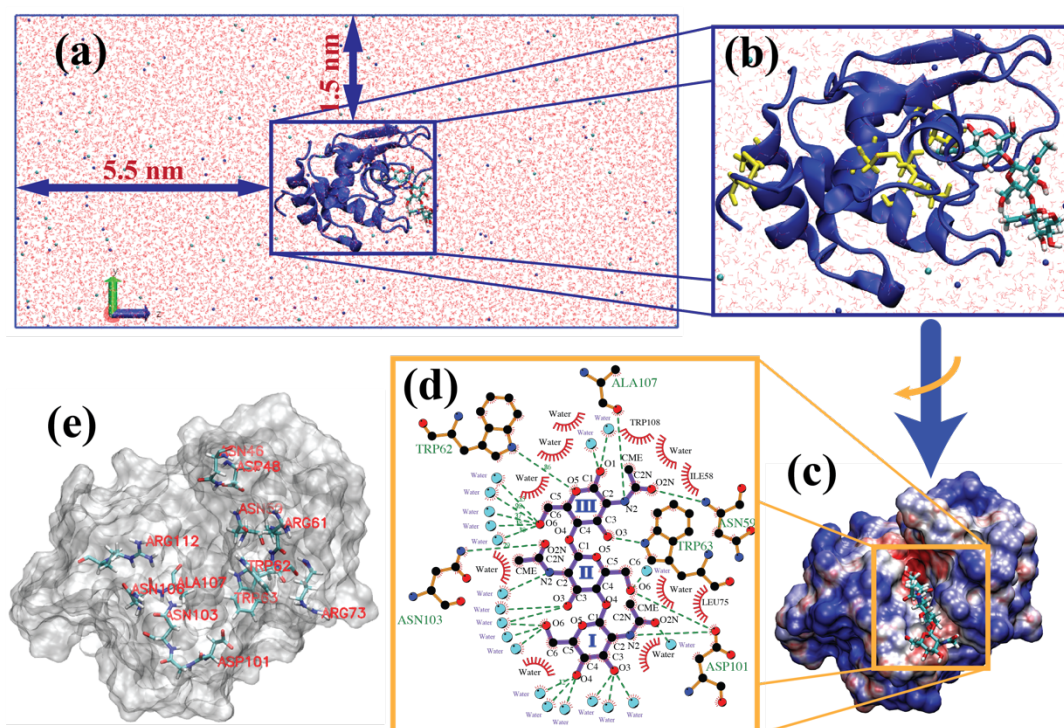 (a)
1.5 nm
5.5 nm
z
(b)
(c)
(d)
ALA107
Water
Water
Water
TRP108
TRP62
Water
O1
CME
C1
C2N
O2N
ILE58
Water
O5
Water
C5
C2
N2
C6
III
Water
O6
C3
ASN59
Water
O4
C4
O3
Water
C1
TRP63
O2N
O5
C2N
C5
C6
Water
CME
II
Water
N2
C2
O6
Water
C3
C4
CME
LEU75
Water
O3
O4
C2N
ASN103
Water
C1
O2N
Water
O6
O5
Water
I
C2
N2
Water
C6
C5
C4
C3
Water
ASP101
Water
O4
O3
Water
Water
Water
Water
Water
(e)
ASN46
ASP48
ASN59
ARG61
ARG112
TRP62
ALA107
ASN106
TRP63
ASN103
ARG73
ASP101